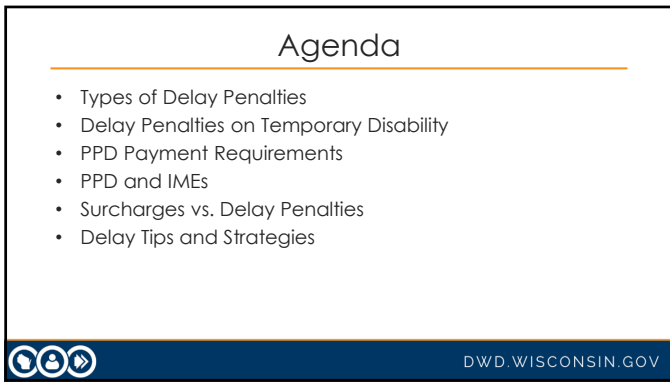 Agenda
• Types of Delay Penalties
• Delay Penalties on Temporary Disability
• PPD Payment Requirements
• PPD and IMEs
• Surcharges vs. Delay Penalties
• Delay Tips and Strategies
DWD.WISCONSIN.GOV